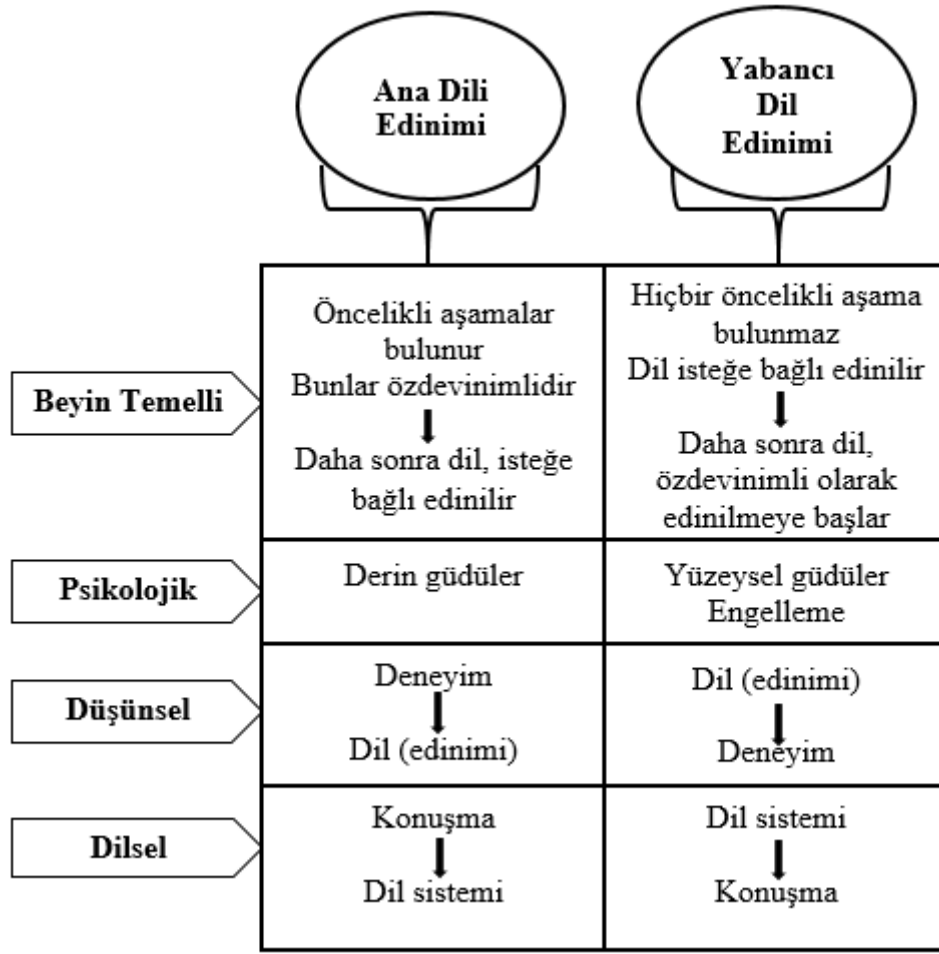 Ana Dili
Edinimi
Yabancı
Dil
Edinimi
Beyin Temelli
Öncelikli aşamalar
bulunur
Bunlar özdevinimlidir
Daha sonra dil, isteğe
bağlı edinilir
Hiçbir öncelikli aşama
bulunmaz
Dil isteğe bağlı edinilir
Daha sonra dil,
özdevinimli olarak
edinilmeye başlar
Psikolojik
Derin güdüler
Yüzeysel güdüler
Engelleme
Düşünsel
Deneyim
Dil (edinimi)
Dil (edinimi)
Deneyim
Dilsel
Konuşma
Dil sistemi
Dil sistemi
Konuşma